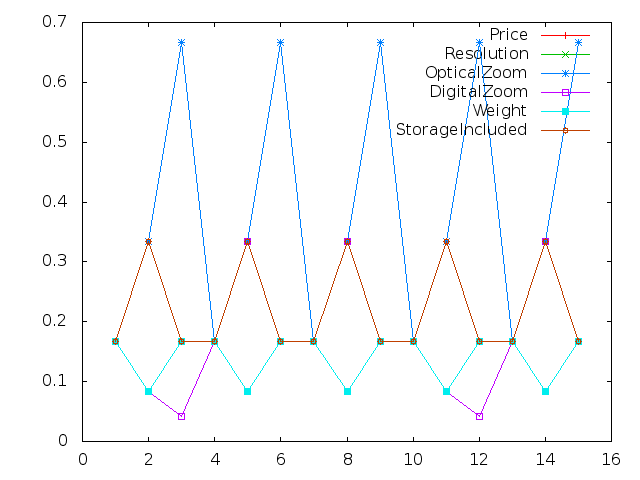 0.7
0.6
0.5
0.4
0.3
0.2
0.1
0
0 2 4 6 8 10 12 14 16
Price
Resolution
OpticalZoom
DigitalZoom
Weight
StorageIncluded